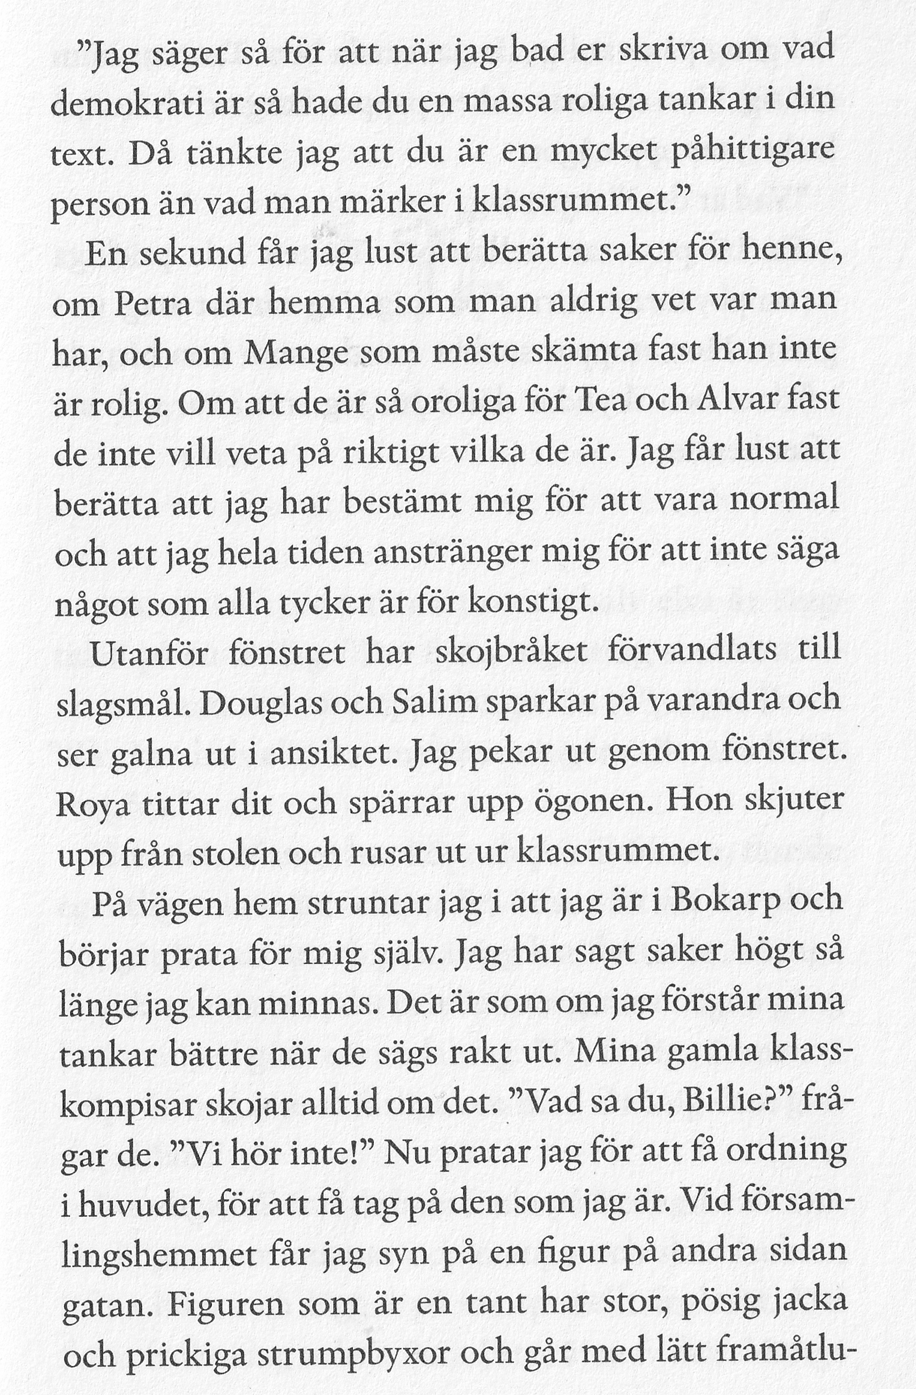 ”Jag säger så för att när jag bad er skriva om vad
demokrati är så hade du en massa roliga tankar i din
text. Då tänkte jag att du är en mycket påhittigare
person än vad man märker i klassrummet.”
En sekund får jag lust att berätta saker för henne,
om Petra där hemma som man aldrig vet var man
har, och om Mange som måste skämta fast han inte
är rolig. Om att de är så oroliga för Tea och Alvar fast
de inte vill veta på riktigt vilka de är. Jag får lust att
berätta att jag har bestämt mig för att vara normal
och att jag hela tiden anstränger mig för att inte säga
något som alla tycker är för konstigt.
Utanför fönstret har skojbråket förvandlats till
slagsmål. Douglas och Salim sparkar på varandra och
ser galna ut i ansiktet. Jag pekar ut genom fönstret.
Roya tittar dit och spärrar upp ögonen. Hon skjuter
upp från stolen och rusar ut ur klassrummet.
På vägen hem struntar jag i att jag är i Bokarp och
börjar prata för mig själv. Jag har sagt saker högt så
länge jag kan minnas. Det är som om jag förstår mina
tankar bättre när de sägs rakt ut. Mina gamla klass-
kompisar skojar alltid om det. ”Vad sa du, Billie?” frå-
gar de. ”Vi hör inte!” Nu pratar jag för att få ordning
i huvudet, för att få tag på den som jag är. Vid försam-
lingshemmet får jag syn på en figur på andra sidan
gatan. Figuren som är en tant har stor, pösig jacka
och prickiga strumpbyxor och går med lätt framåtlu-